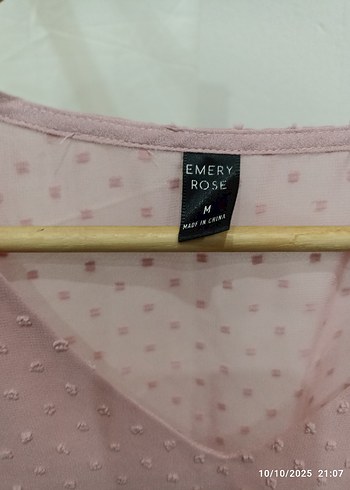 EMERY
ROSE
M
MADE IN CHINA
10/10/2025 21:07